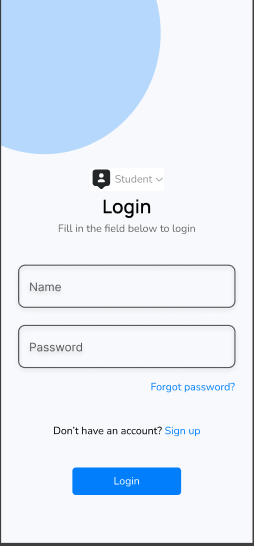 Student
Login
Fill in the field below to login
Name
Password
Forgot password?
Don't have an account? Sign up
Login